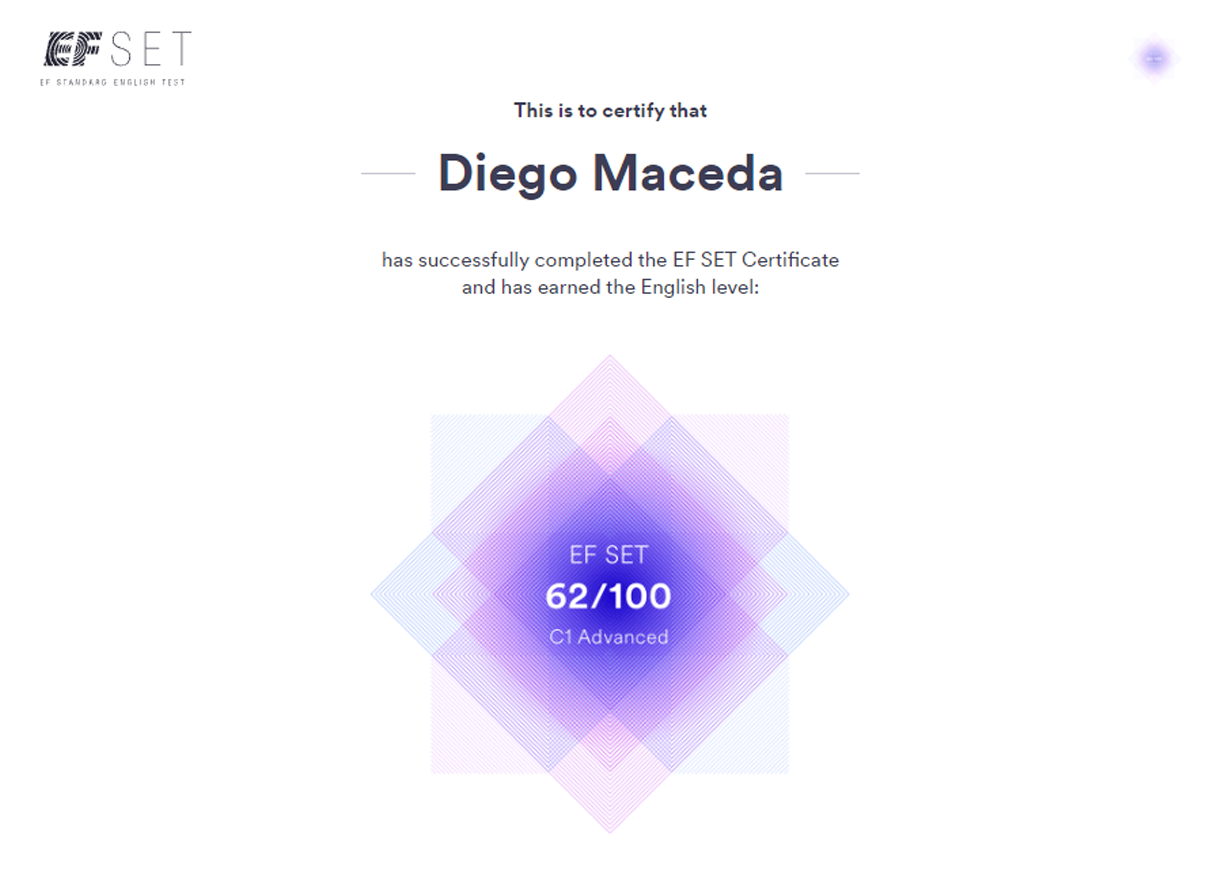 EF SET
EF STANDARD ENGLISH TEST
This is to certify that
Diego Maceda
has successfully completed the EF SET Certificate
and has earned the English level:
EF SET
62/100
C1 Advanced